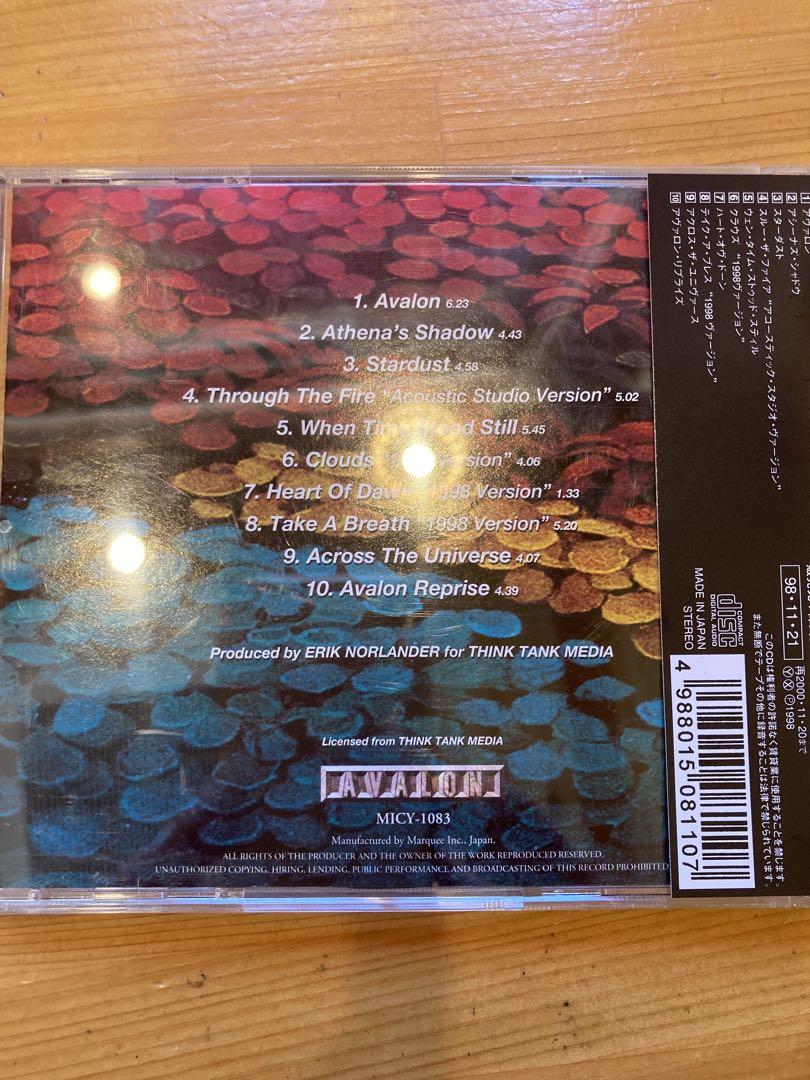 1. Avalon 6.23
2. Athena's Shadow 4.43
3. Stardust 4.58
4. Through The Fire "Acoustic Studio Version" 5.02
5. When Time Stood Still 5.45
6. Clouds Version" 4.06
7. Heart Of Dawn "1998 Version" 1.33
8. Take A Breath "1998 Version" 5.20
9. Across The Universe 4.07
10. Avalon Reprise 4.39
Produced by ERIK NORLANDER for THINK TANK MEDIA
Licensed from THINK TANK MEDIA
AVALON
MICY-1083
Manufactured by Marquee Inc., Japan.
ALL RIGHTS OF THE PRODUCER AND THE OWNER OF THE WORK REPRODUCED RESERVED.
UNAUTHORIZED COPYING, HIRING, LENDING, PUBLIC PERFORMANCE AND BROADCASTING OF THIS RECORD PROHIBITED
2 アシーナス・シャドウ
3 スターダスト
4 スルー・ザ・ファイア "アコースティック・スタジオ・ヴァージョン"
5 ウェン・タイム・ストゥッド・スティル
6 クラウズ "1998ヴァージョン"
7 ハート・オヴ・ドーン
8 テイク・ア・ブレス "1998ヴァージョン"
9 アクロス・ザ・ユニヴァース
10 アヴァロン・リプライズ
98・11・21
再2000・11・20まで
Ⓨ Ⓧ Ⓟ1998
COMPACT
disc
DIGITAL AUDIO
MADE IN JAPAN
STEREO
このCDは権利者の許諾なく賃貸業に使用することを禁じます。
また無断でテープその他に録音することは法律で禁じられています。
4 988015 081107